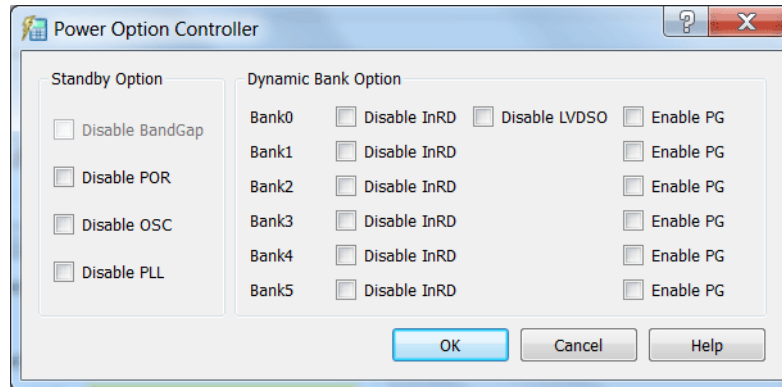 Power Option Controller
Standby Option
Disable BandGap
Disable POR
Disable OSC
Disable PLL
Dynamic Bank Option
Bank0 Disable InRD Disable LVDSO Enable PG
Bank1 Disable InRD Enable PG
Bank2 Disable InRD Enable PG
Bank3 Disable InRD Enable PG
Bank4 Disable InRD Enable PG
Bank5 Disable InRD Enable PG
OK Cancel Help